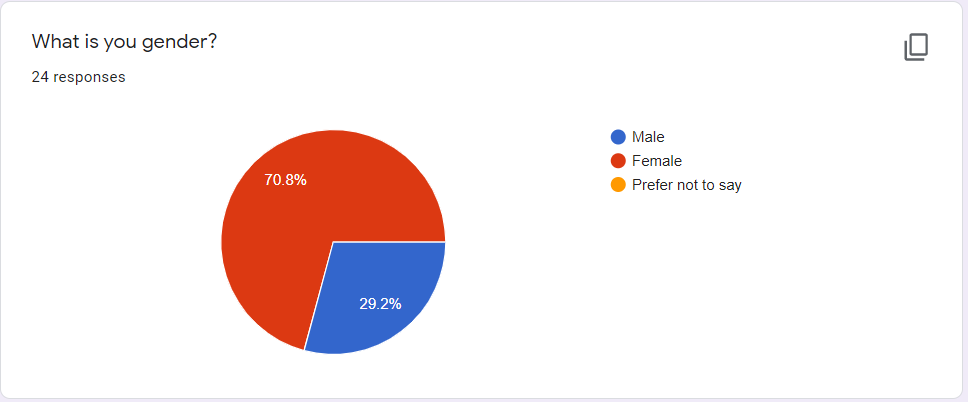 What is you gender?
24 responses
Male
Female
Prefer not to say
70.8%
29.2%